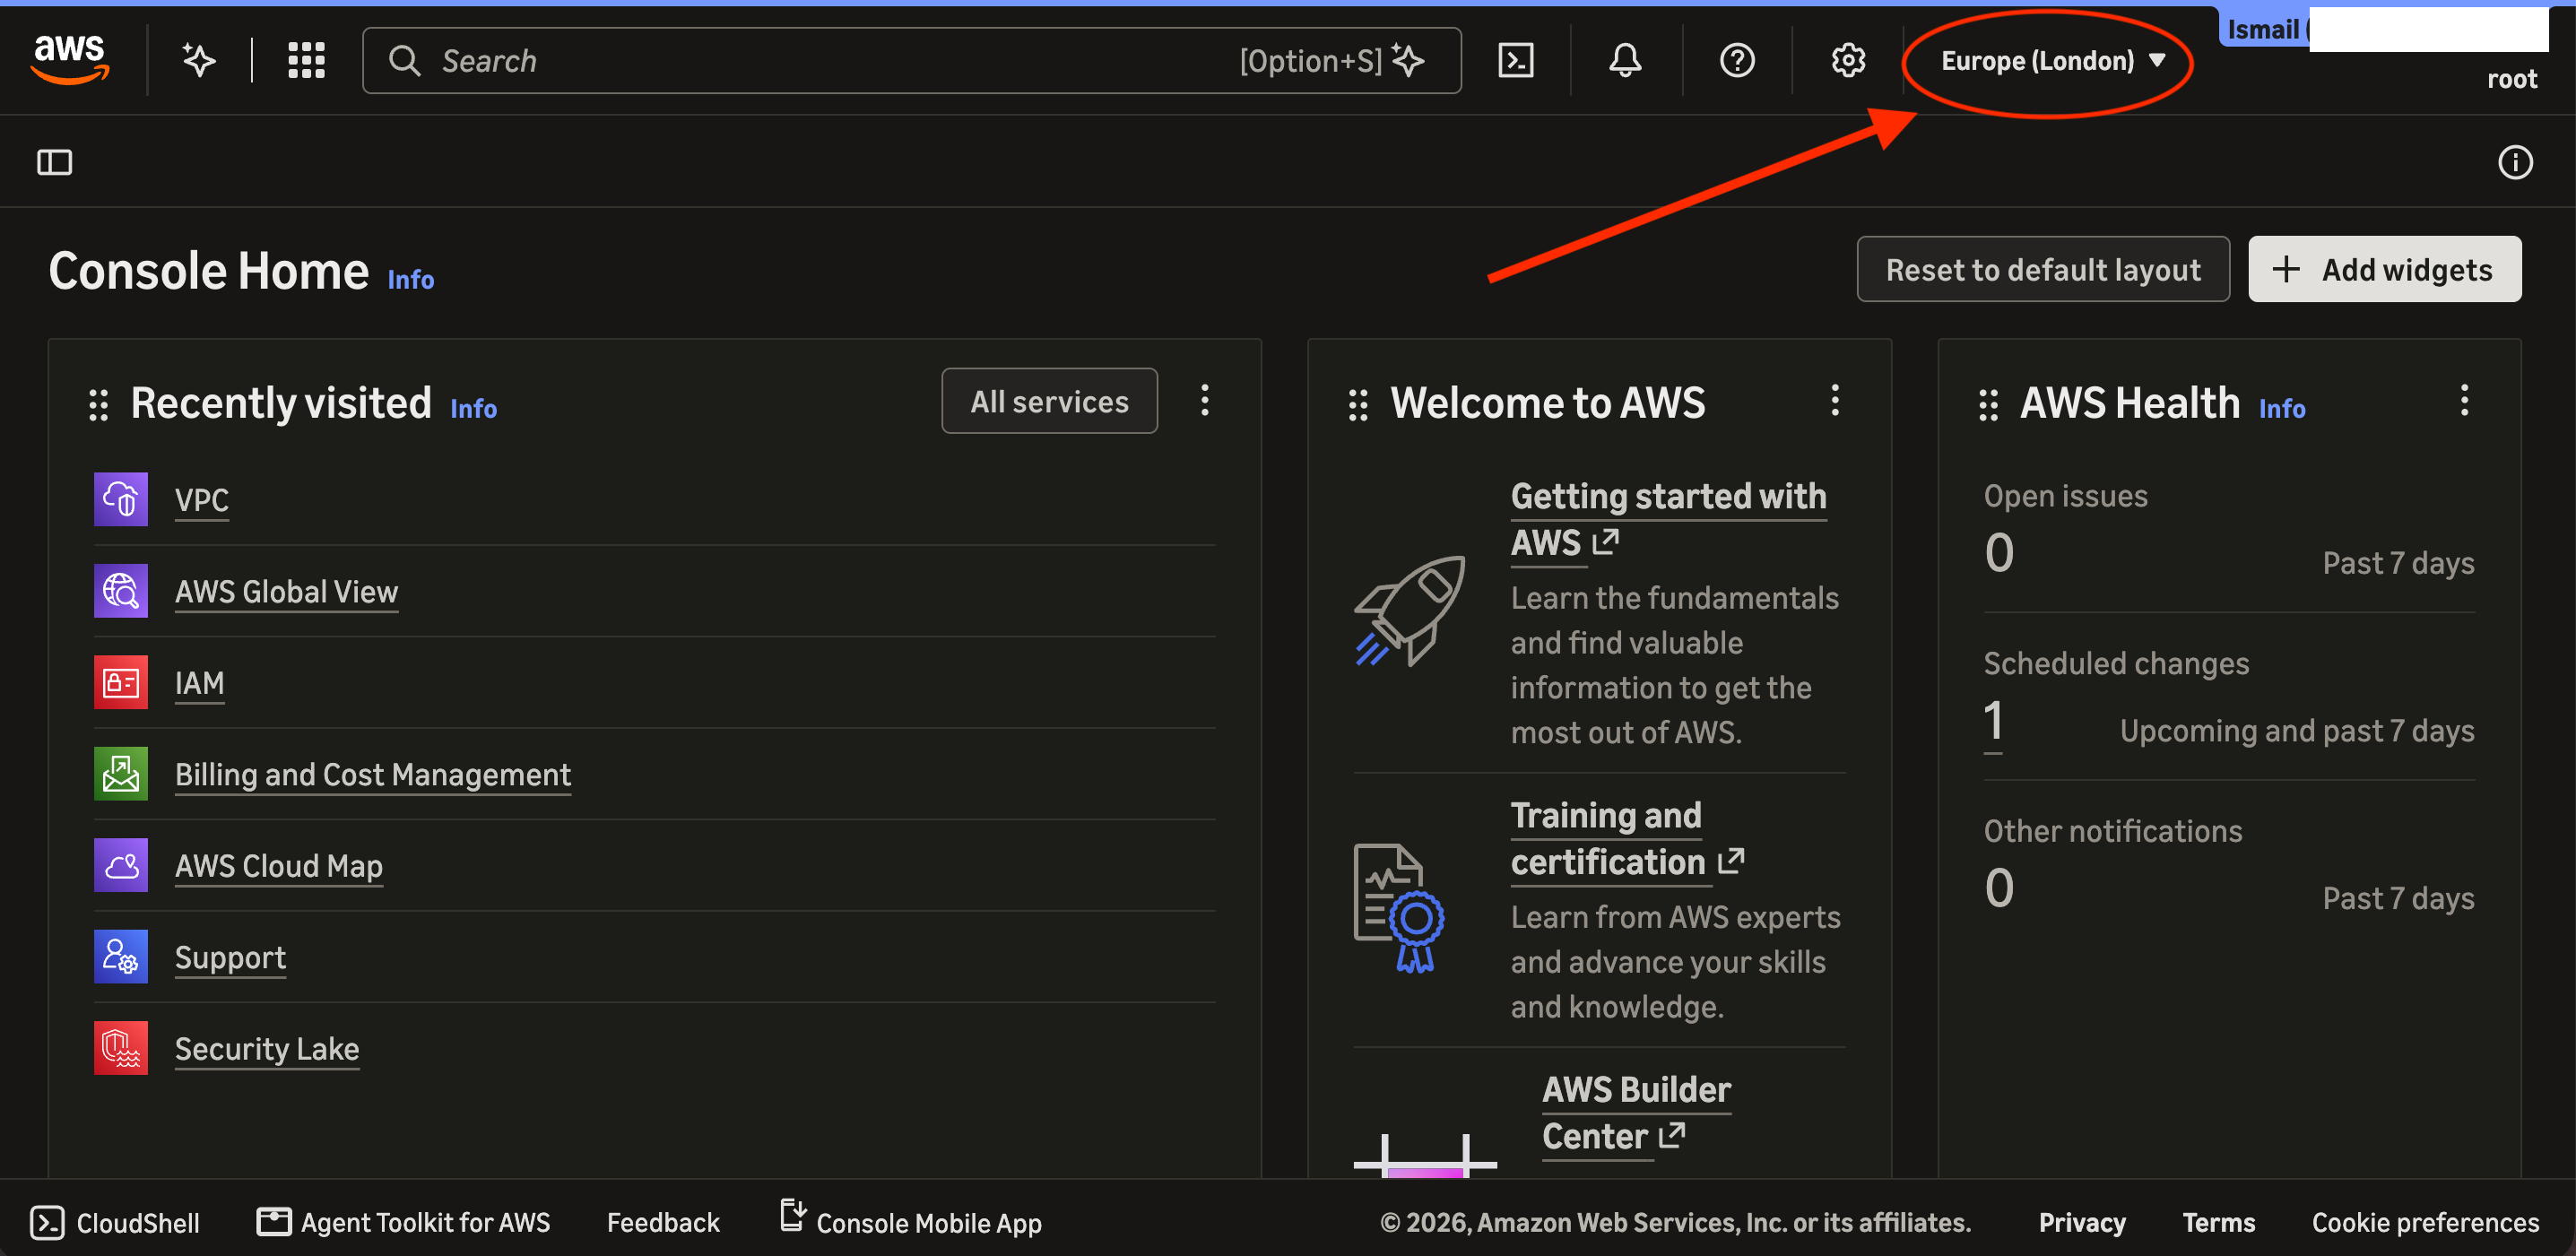 aws
Search [Option+S]
Europe (London)
Ismail (
root
Console Home Info
Reset to default layout
Add widgets
Recently visited Info
All services
VPC
AWS Global View
IAM
Billing and Cost Management
AWS Cloud Map
Support
Security Lake
Welcome to AWS
Getting started with
AWS
Learn the fundamentals
and find valuable
information to get the
most out of AWS.
Training and
certification
Learn from AWS experts
and advance your skills
and knowledge.
AWS Builder
Center
AWS Health Info
Open issues
0 Past 7 days
Scheduled changes
1 Upcoming and past 7 days
Other notifications
0 Past 7 days
CloudShell Agent Toolkit for AWS Feedback Console Mobile App © 2026, Amazon Web Services, Inc. or its affiliates. Privacy Terms Cookie preferences